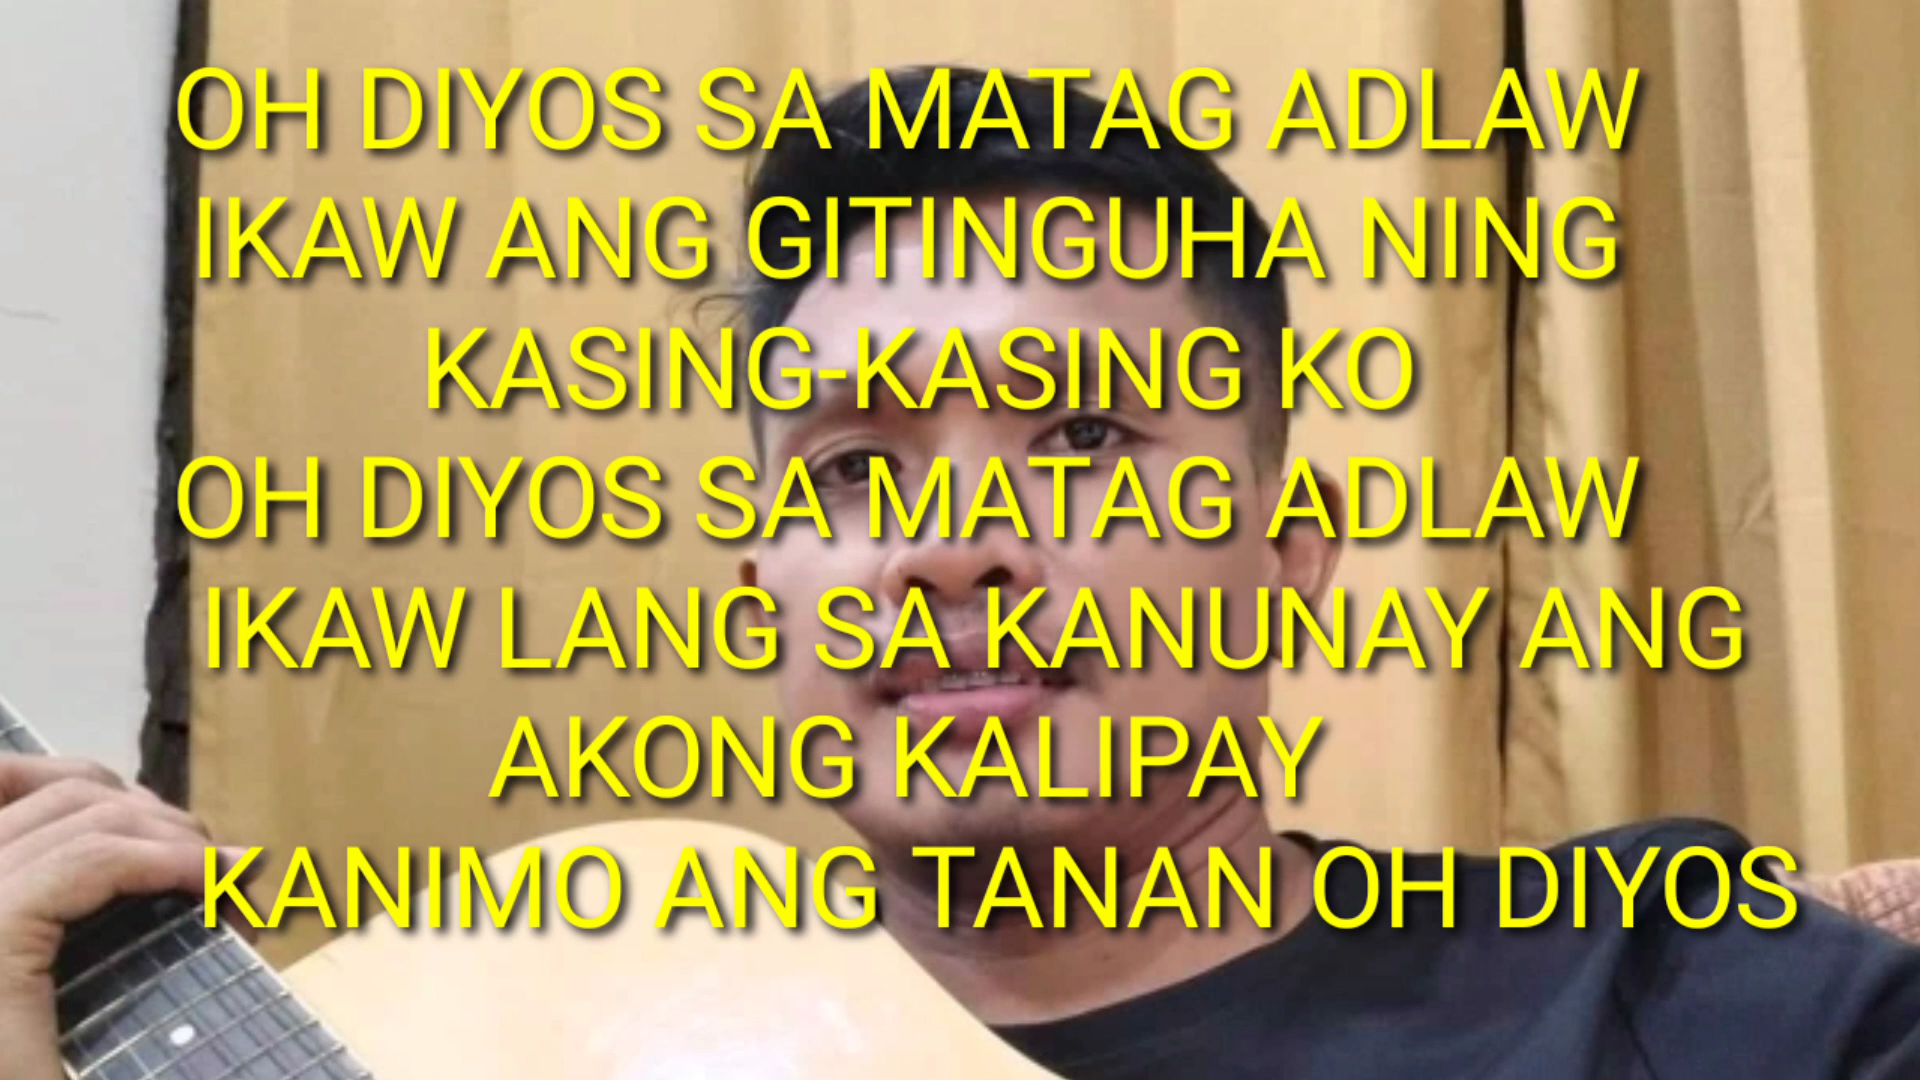 OH DIYOS SA MATAG ADLAW
IKAW ANG GITINGUHA NING
KASING-KASING KO
OH DIYOS SA MATAG ADLAW
IKAW LANG SA KANUNAY ANG
AKONG KALIPAY
KANIMO ANG TANAN OH DIYOS